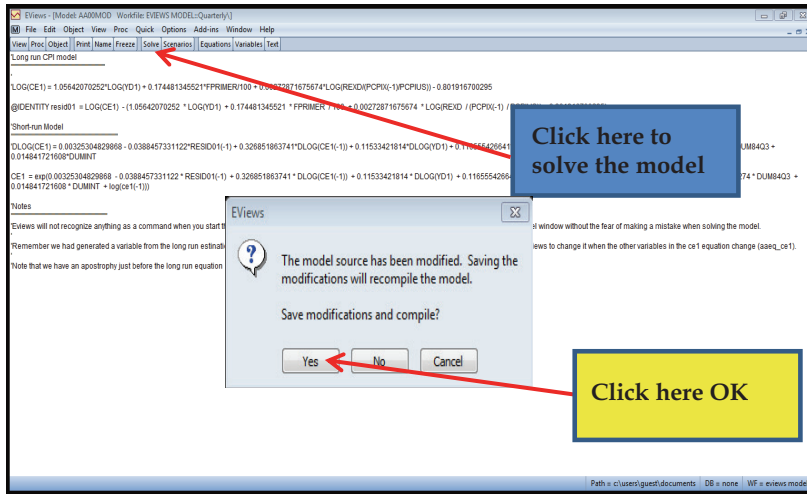 EViews - [Model: AA00MOD Workfile: EVIEWS MODEL::Quarterly\]
File Edit Object View Proc Quick Options Add-ins Window Help
View Proc Object Print Name Freeze Solve Scenarios Equations Variables Text
'Long run CPI model
'
'LOG(CE1) = 1.05642070252*LOG(YD1) + 0.174481345521*FPRIMER/100 + 0.00272871675674*LOG(REXD/(PCPIX(-1)/PCPIUS)) - 0.801916700295
@IDENTITY resid01 = LOG(CE1) - (1.05642070252 * LOG(YD1) + 0.174481345521 * FPRIMER / 100 + 0.00272871675674 * LOG(REXD / (PCPIX(-1) /
'Short-run Model
'DLOG(CE1) = 0.00325304829868 - 0.0388457331122*RESID01(-1) + 0.326851863741*DLOG(CE1(-1)) + 0.11533421814*DLOG(YD1) + UM84Q3 +
0.014841721608*DUMINT
CE1 = exp(0.00325304829868 - 0.0388457331122 * RESID01(-1) + 0.326851863741 * DLOG(CE1(-1)) + 0.11533421814 * DLOG(YD1) + 274 * DUM84Q3 +
0.014841721608 * DUMINT + log(ce1(-1)))
'Notes
'Eviews will not recognize anything as a command when you start el window without the fear of making a mistake when solving the model.
'
'Remember we had generated a variable from the long run ews to change it when the other variables in the ce1 equation change (aaeq_ce1).
'
'Note that we have an apostrophy just before the long run equation
Click here to
solve the model
EViews
The model source has been modified. Saving the
modifications will recompile the model.
Save modifications and compile?
Yes No Cancel
Click here OK
Path = c:\users\guest\documents DB = none WF = eviews mode